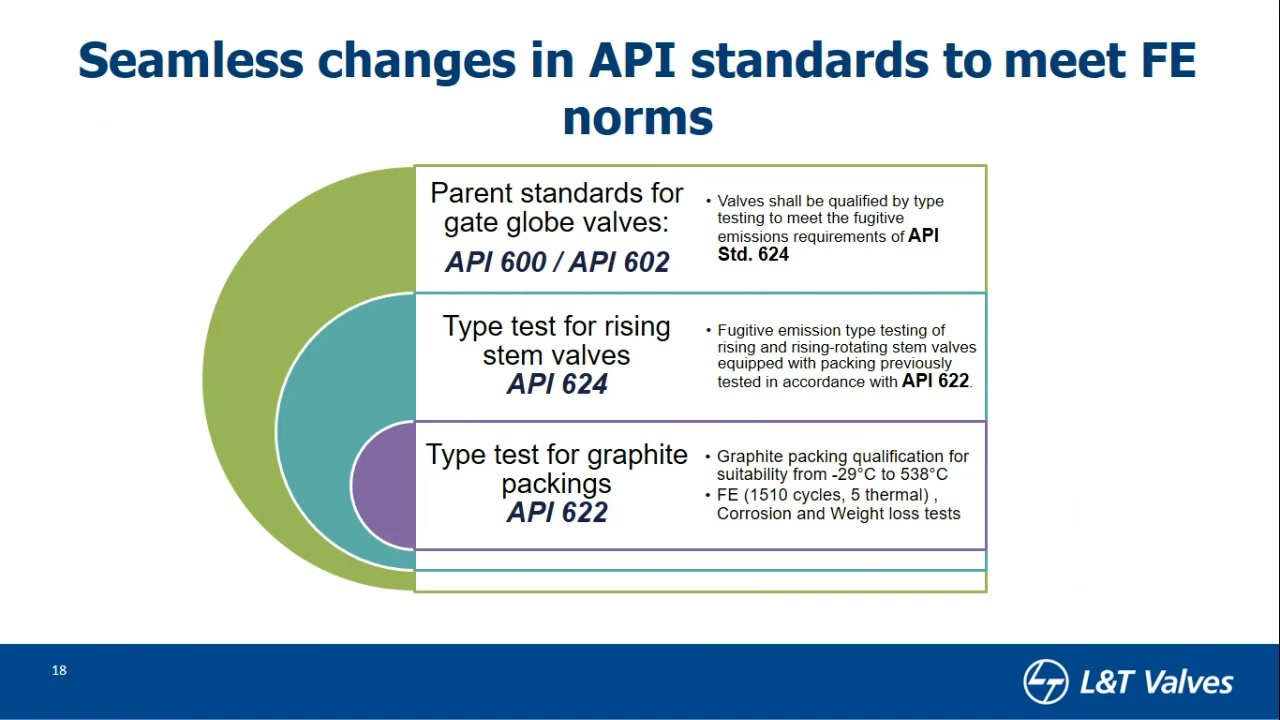 Seamless changes in API standards to meet FE
norms
Parent standards for
gate globe valves:
API 600 / API 602
• Valves shall be qualified by type
testing to meet the fugitive
emissions requirements of API
Std. 624
Type test for rising
stem valves
API 624
• Fugitive emission type testing of
rising and rising-rotating stem valves
equipped with packing previously
tested in accordance with API 622.
Type test for graphite
packings
API 622
• Graphite packing qualification for
suitability from -29°C to 538°C
• FE (1510 cycles, 5 thermal) ,
Corrosion and Weight loss tests
18
L&T Valves